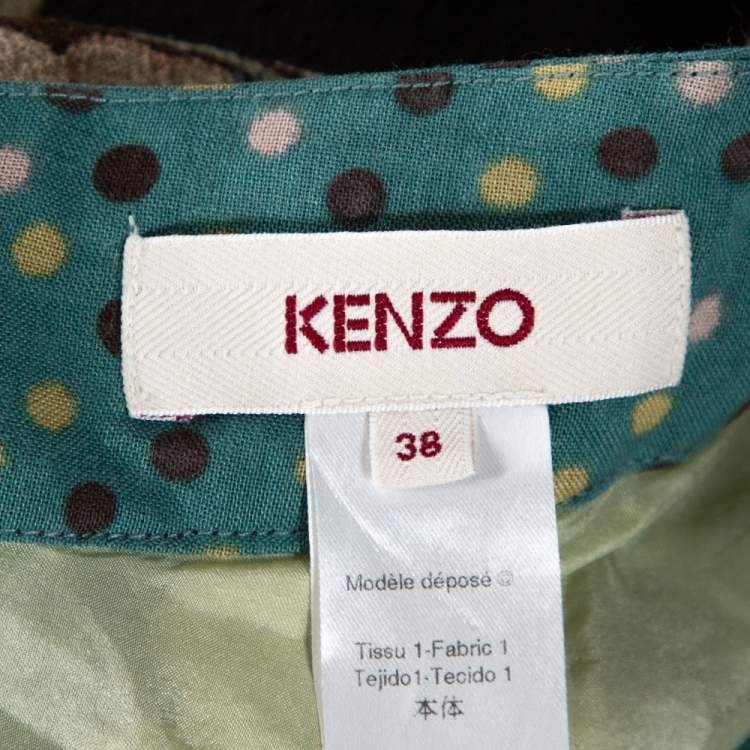 KENZO
38
Modèle déposé ©
Tissu 1-Fabric 1
Tejido1-Tecido 1
本体